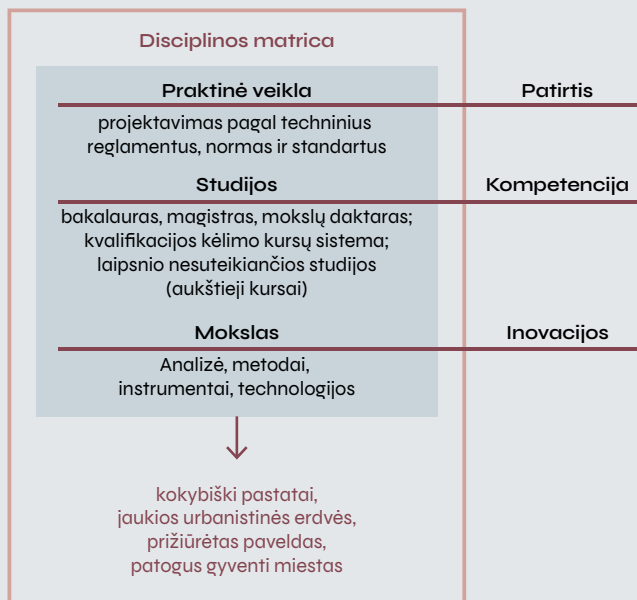 Disciplinos matrica
Praktinė veikla
Patirtis
projektavimas pagal techninius
reglamentus, normas ir standartus
Studijos
Kompetencija
bakalauras, magistras, mokslų daktaras;
kvalifikacijos kėlimo kursų sistema;
laipsnio nesuteikiančios studijos
(aukštieji kursai)
Mokslas
Inovacijos
Analizė, metodai,
instrumentai, technologijos
kokybiški pastatai,
jaukios urbanistinės erdvės,
prižiūrėtas paveldas,
patogus gyventi miestas